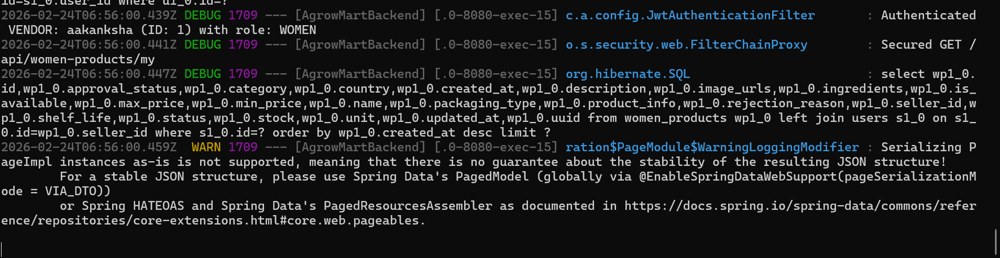 id=s1_0.user_id where u1_0.id=?
2026-02-24T06:56:00.439Z DEBUG 1709 --- [AgrowMartBackend] [.0-8080-exec-15] c.a.config.JwtAuthenticationFilter : Authenticated
VENDOR: aakanksha (ID: 1) with role: WOMEN
2026-02-24T06:56:00.441Z DEBUG 1709 --- [AgrowMartBackend] [.0-8080-exec-15] o.s.security.web.FilterChainProxy : Secured GET /
api/women-products/my
2026-02-24T06:56:00.447Z DEBUG 1709 --- [AgrowMartBackend] [.0-8080-exec-15] org.hibernate.SQL : select wp1_0.
id,wp1_0.approval_status,wp1_0.category,wp1_0.country,wp1_0.created_at,wp1_0.description,wp1_0.image_urls,wp1_0.ingredients,wp1_0.is_
available,wp1_0.max_price,wp1_0.min_price,wp1_0.name,wp1_0.packaging_type,wp1_0.product_info,wp1_0.rejection_reason,wp1_0.seller_id,w
p1_0.shelf_life,wp1_0.status,wp1_0.stock,wp1_0.unit,wp1_0.updated_at,wp1_0.uuid from women_products wp1_0 left join users s1_0 on s1_
0.id=wp1_0.seller_id where s1_0.id=? order by wp1_0.created_at desc limit ?
2026-02-24T06:56:00.459Z  WARN 1709 --- [AgrowMartBackend] [.0-8080-exec-15] ration$PageModule$WarningLoggingModifier : Serializing P
ageImpl instances as-is is not supported, meaning that there is no guarantee about the stability of the resulting JSON structure!
For a stable JSON structure, please use Spring Data's PagedModel (globally via @EnableSpringDataWebSupport(pageSerializationM
ode = VIA_DTO))
or Spring HATEOAS and Spring Data's PagedResourcesAssembler as documented in https://docs.spring.io/spring-data/commons/refer
ence/repositories/core-extensions.html#core.web.pageables.